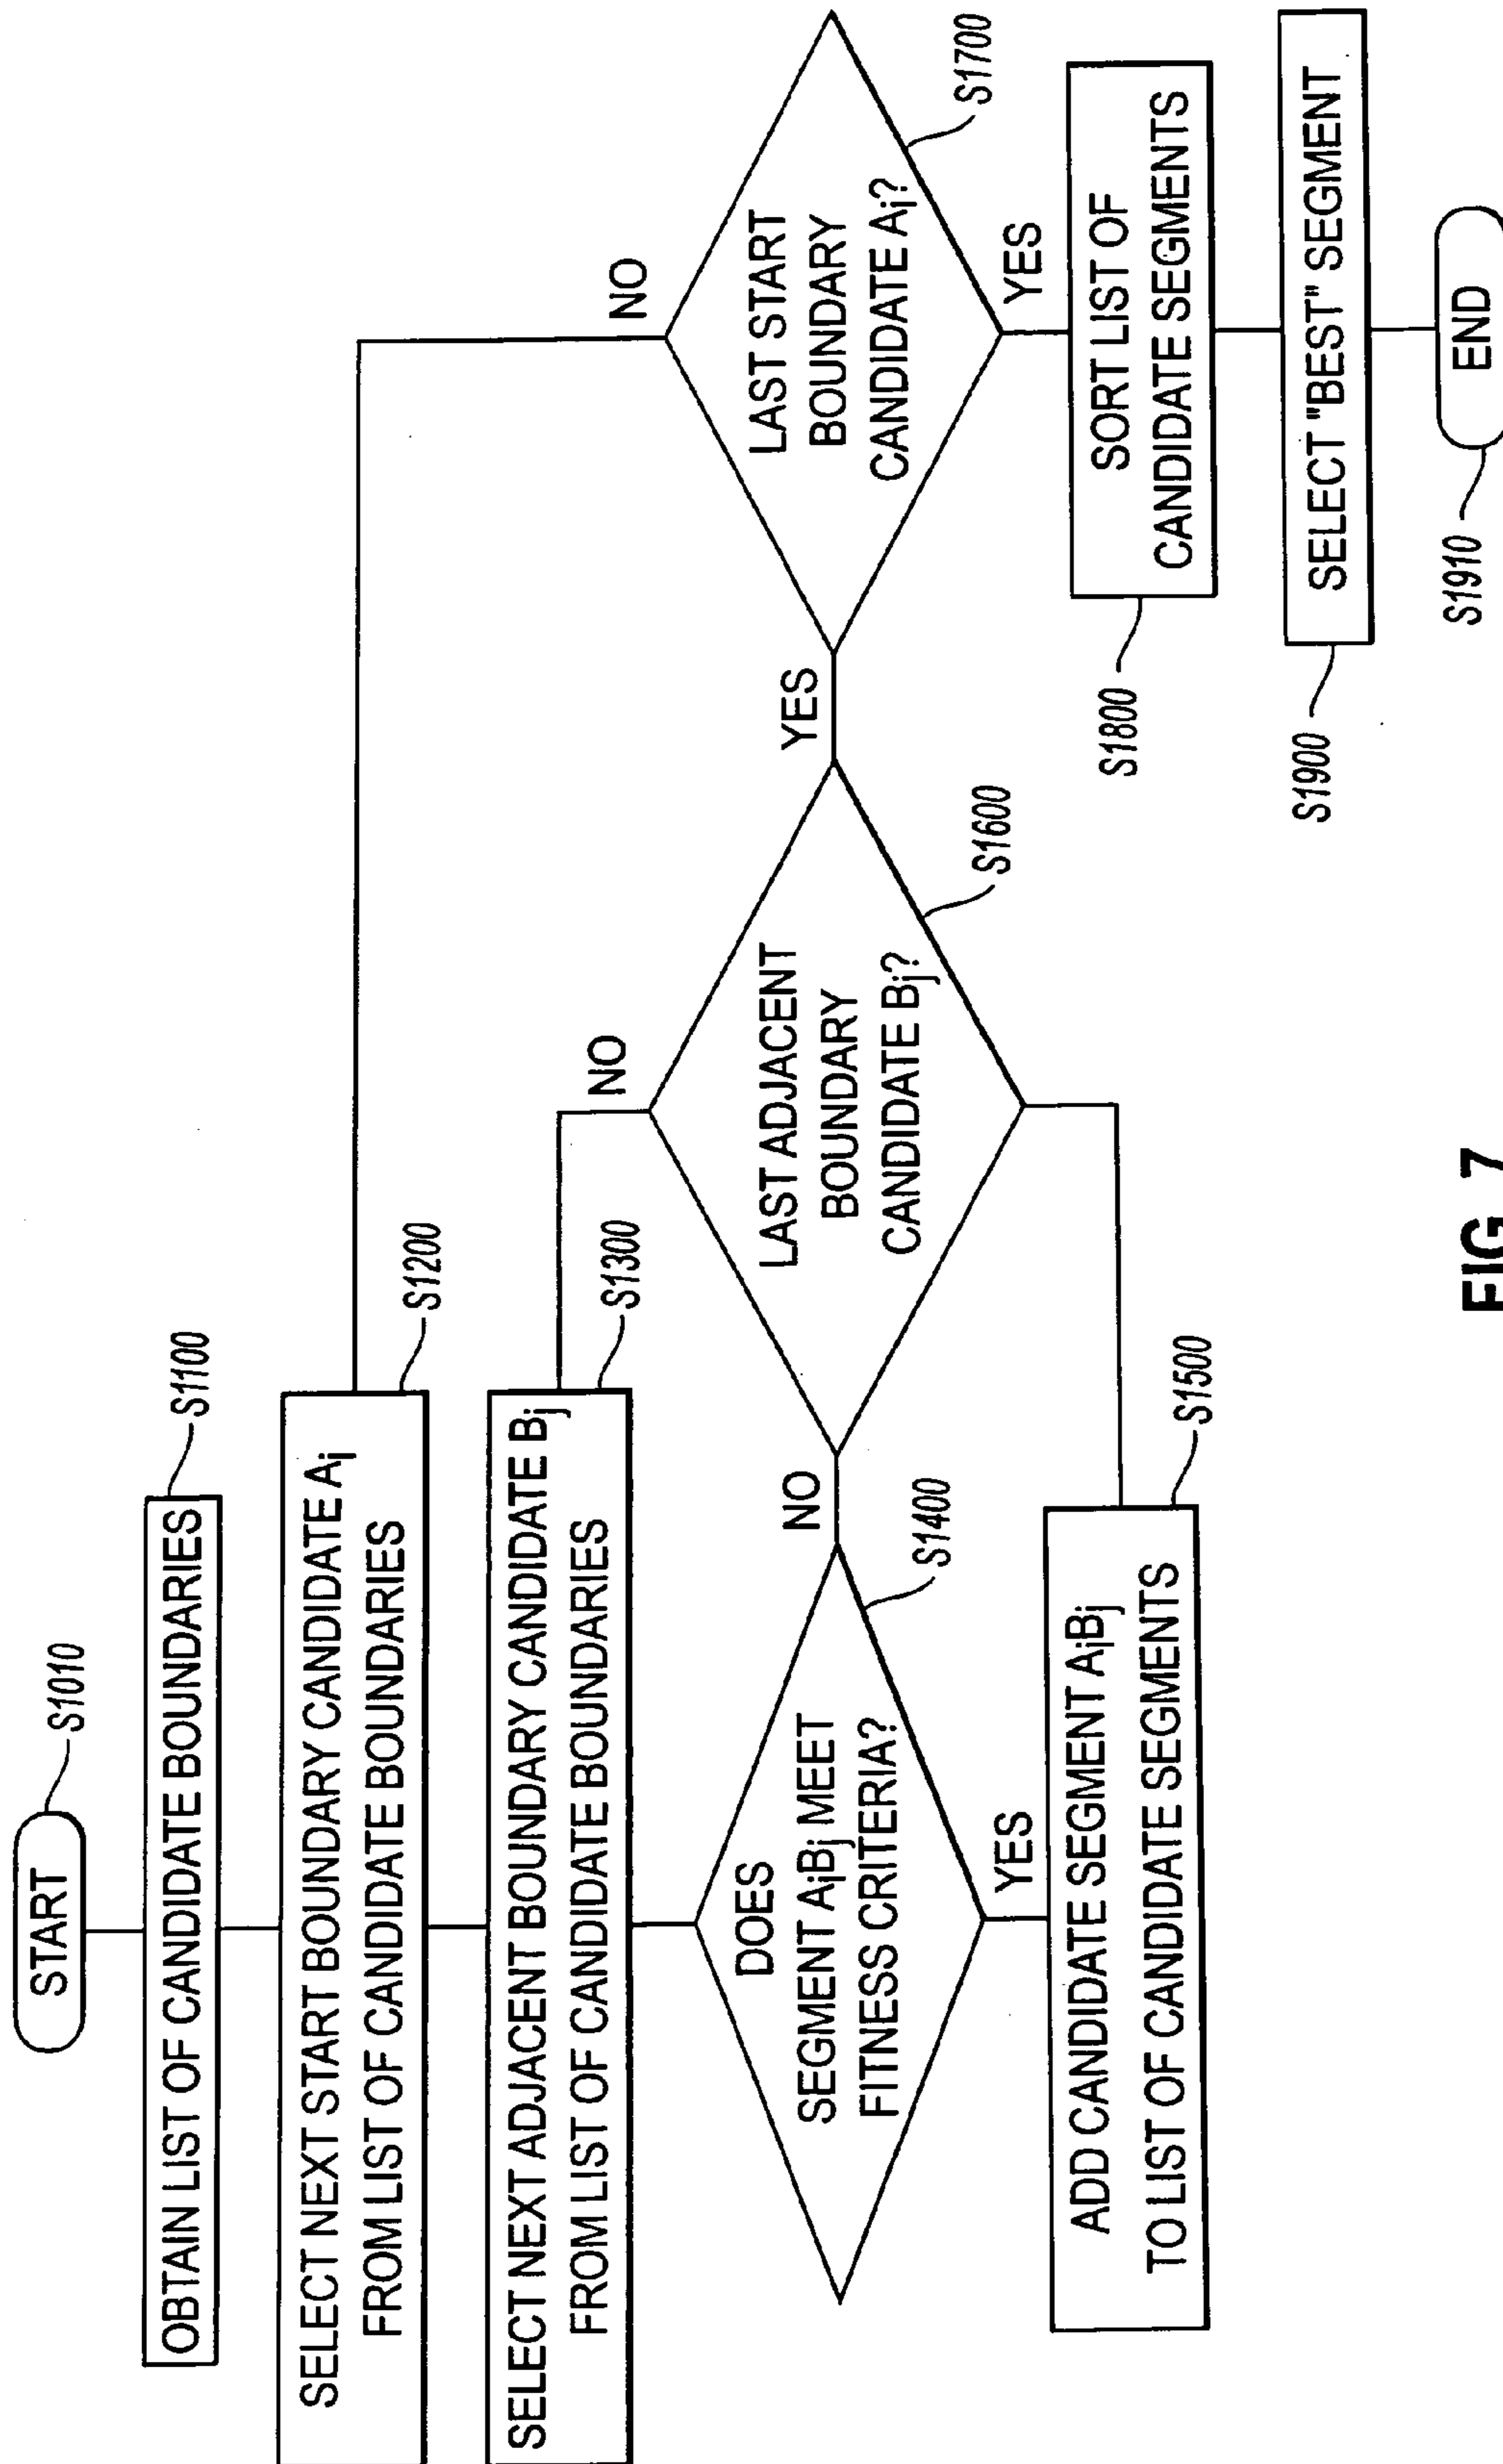 START
S1010
OBTAIN LIST OF CANDIDATE BOUNDARIES
S1100
SELECT NEXT START BOUNDARY CANDIDATE Ai
FROM LIST OF CANDIDATE BOUNDARIES
S1200
SELECT NEXT ADJACENT BOUNDARY CANDIDATE Bj
FROM LIST OF CANDIDATE BOUNDARIES
S1300
DOES
SEGMENT AiBj MEET
FITNESS CRITERIA?
S1400
NO
YES
ADD CANDIDATE SEGMENT AiBj
TO LIST OF CANDIDATE SEGMENTS
S1500
LAST ADJACENT
BOUNDARY
CANDIDATE Bj?
S1600
NO
YES
LAST START
BOUNDARY
CANDIDATE Ai?
S1700
NO
YES
SORT LIST OF
CANDIDATE SEGMENTS
S1800
SELECT "BEST" SEGMENT
S1900
END
S1910
FIG. 7